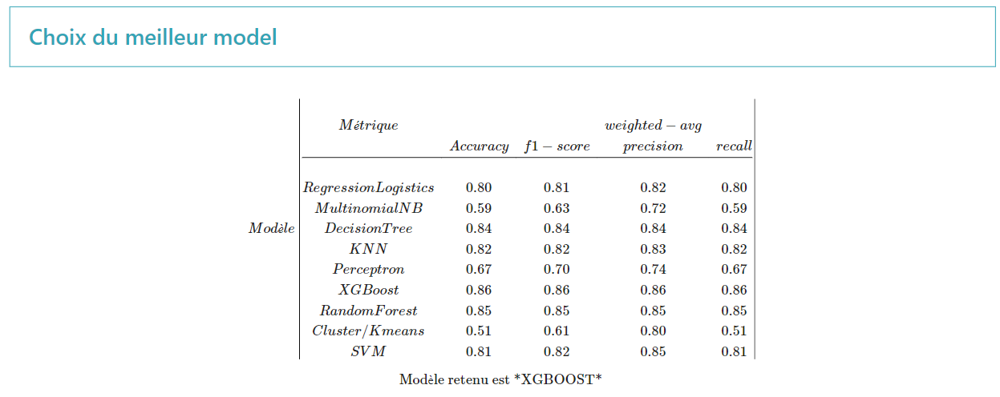 Choix du meilleur model
Métrique weighted − avg
Accuracy f1 − score precision recall
RegressionLogistics 0.80 0.81 0.82 0.80
MultinomialNB 0.59 0.63 0.72 0.59
Modèle DecisionTree 0.84 0.84 0.84 0.84
KNN 0.82 0.82 0.83 0.82
Perceptron 0.67 0.70 0.74 0.67
XGBoost 0.86 0.86 0.86 0.86
RandomForest 0.85 0.85 0.85 0.85
Cluster/Kmeans 0.51 0.61 0.80 0.51
SVM 0.81 0.82 0.85 0.81
Modèle retenu est *XGBOOST*